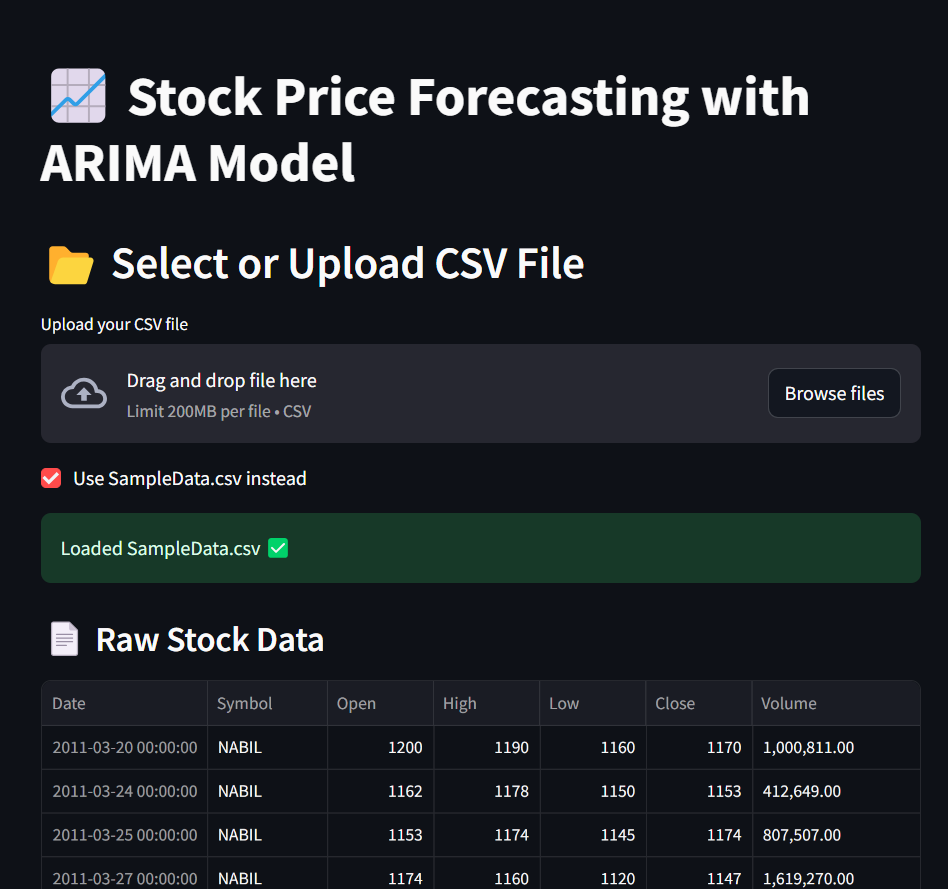 Stock Price Forecasting with
ARIMA Model
Select or Upload CSV File
Upload your CSV file
Drag and drop file here
Limit 200MB per file • CSV
Browse files
Use SampleData.csv instead
Loaded SampleData.csv ✅
Raw Stock Data
Date Symbol Open High Low Close Volume
2011-03-20 00:00:00 NABIL 1200 1190 1160 1170 1,000,811.00
2011-03-24 00:00:00 NABIL 1162 1178 1150 1153 412,649.00
2011-03-25 00:00:00 NABIL 1153 1174 1145 1174 807,507.00
2011-03-27 00:00:00 NABIL 1174 1160 1120 1147 1,619,270.00